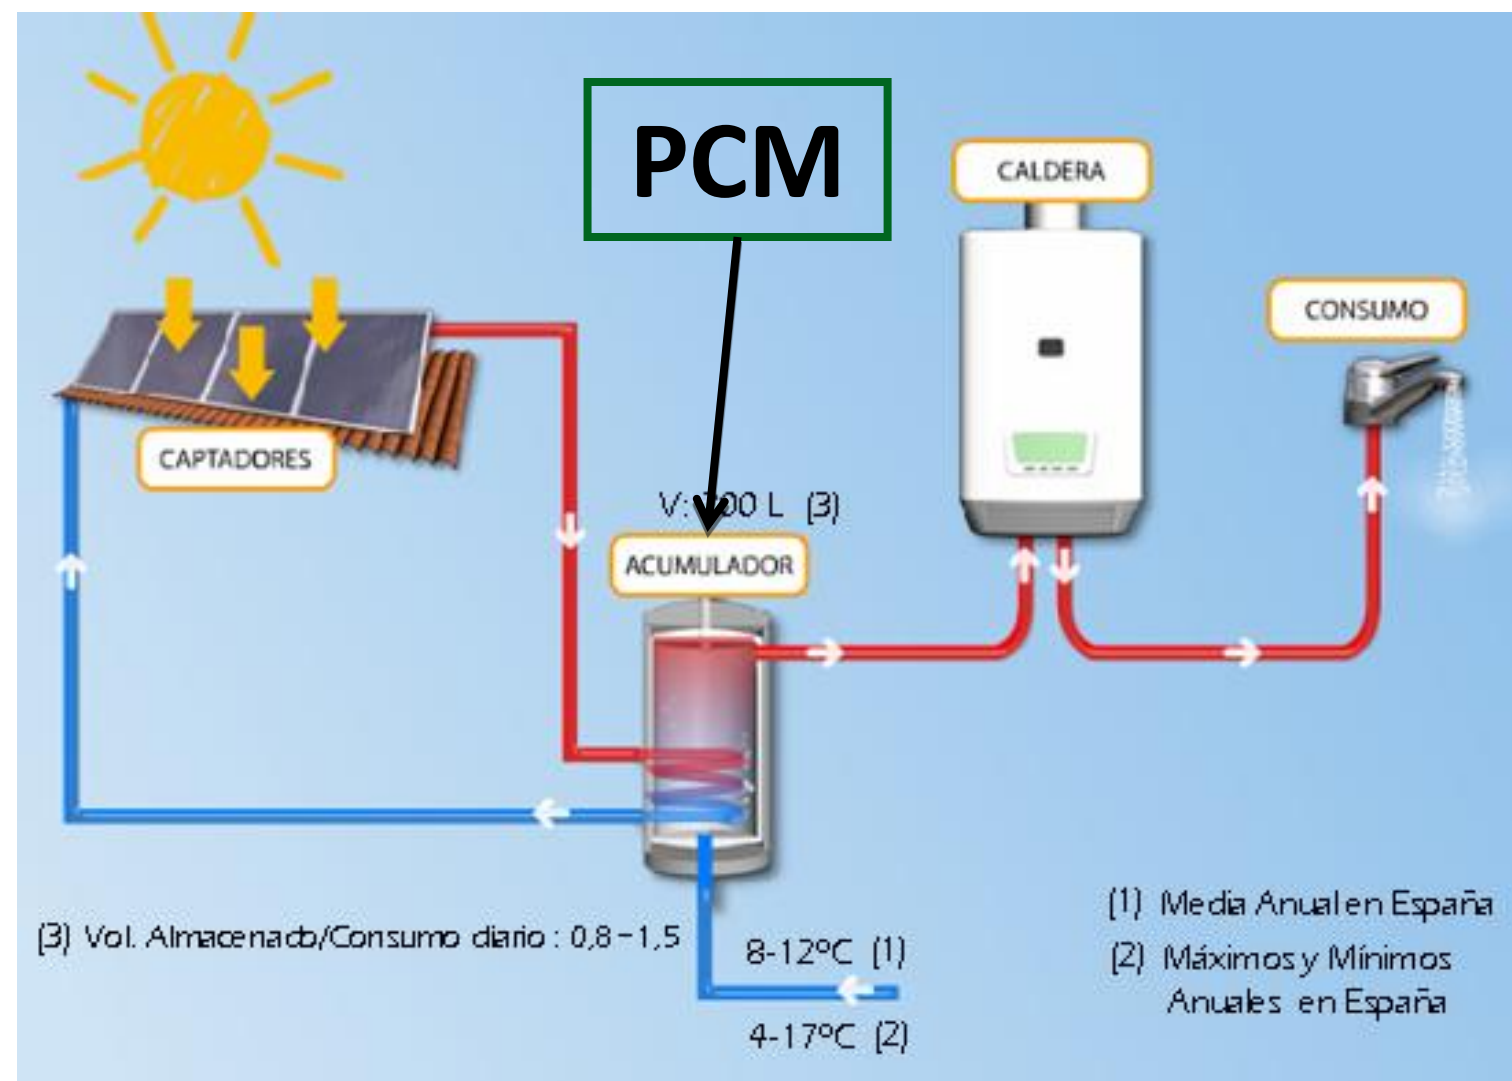 PCM
CALDERA
CONSUMO
CAPTADORES
V: 00 L (3)
ACUMULADOR
(3) Vol. Almacenado/Consumo diario : 0,8-1,5
8-12ºC (1)
4-17ºC (2)
(1) Media Anual en España
(2) Máximos y Mínimos
Anuales en España